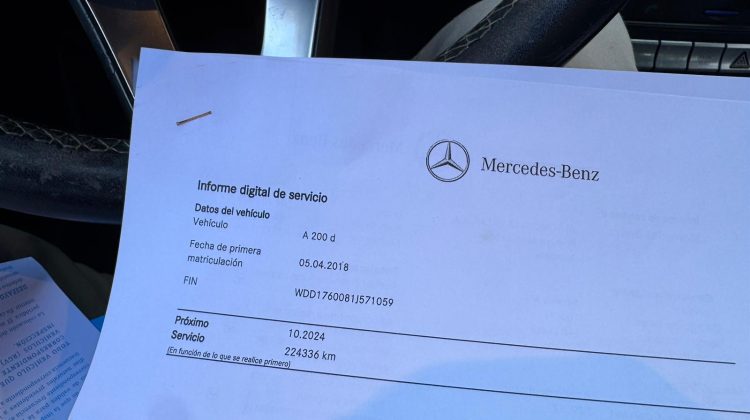 Mercedes-Benz
Informe digital de servicio
Datos del vehículo
Vehículo
A 200 d
Fecha de primera
matriculación
05.04.2018
FIN
WDD1760081J571059
Próximo
Servicio
10.2024
224336 km
(En función de lo que se realice primero)